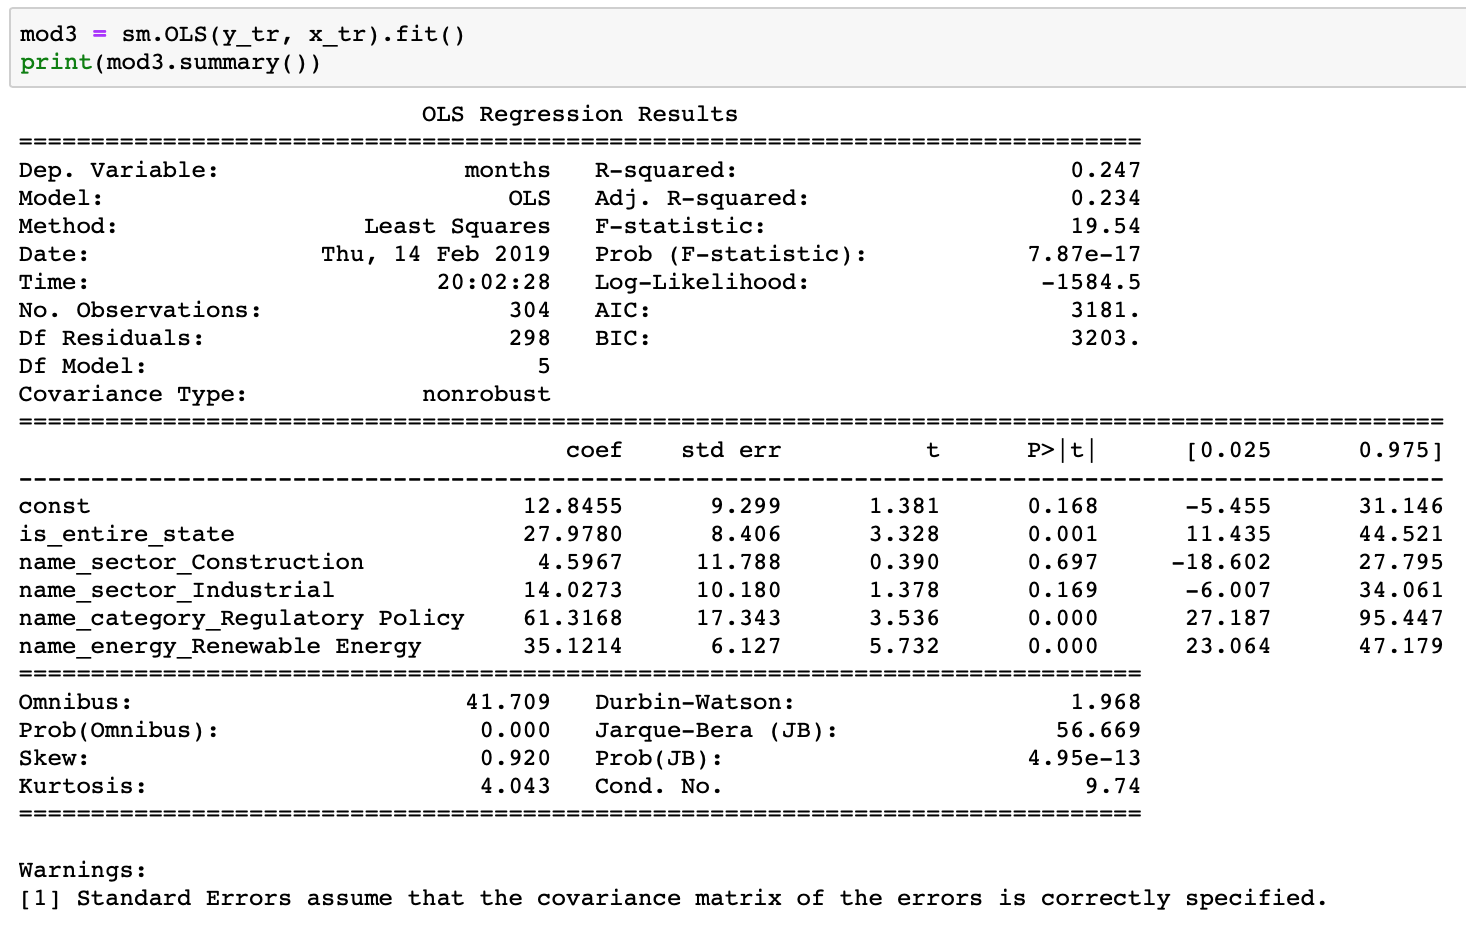 mod3 = sm.OLS(y_tr, x_tr).fit()
print(mod3.summary())
OLS Regression Results
==============================================================================
Dep. Variable: months R-squared: 0.247
Model: OLS Adj. R-squared: 0.234
Method: Least Squares F-statistic: 19.54
Date: Thu, 14 Feb 2019 Prob (F-statistic): 7.87e-17
Time: 20:02:28 Log-Likelihood: -1584.5
No. Observations: 304 AIC: 3181.
Df Residuals: 298 BIC: 3203.
Df Model: 5
Covariance Type: nonrobust
===================================================================================================
coef std err t P>|t| [0.025 0.975]
---------------------------------------------------------------------------------------------------
const 12.8455 9.299 1.381 0.168 -5.455 31.146
is_entire_state 27.9780 8.406 3.328 0.001 11.435 44.521
name_sector_Construction 4.5967 11.788 0.390 0.697 -18.602 27.795
name_sector_Industrial 14.0273 10.180 1.378 0.169 -6.007 34.061
name_category_Regulatory Policy 61.3168 17.343 3.536 0.000 27.187 95.447
name_energy_Renewable Energy 35.1214 6.127 5.732 0.000 23.064 47.179
==============================================================================
Omnibus: 41.709 Durbin-Watson: 1.968
Prob(Omnibus): 0.000 Jarque-Bera (JB): 56.669
Skew: 0.920 Prob(JB): 4.95e-13
Kurtosis: 4.043 Cond. No. 9.74
==============================================================================
Warnings:
[1] Standard Errors assume that the covariance matrix of the errors is correctly specified.